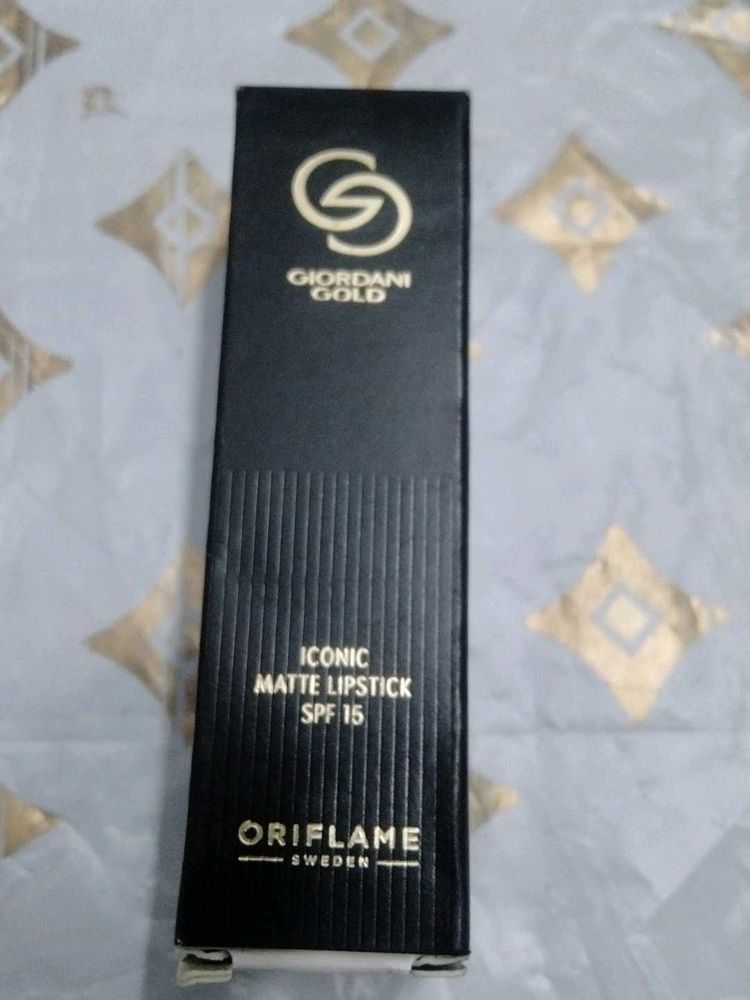 GIORDANI
GOLD
ICONIC
MATTE LIPSTICK
SPF 15
ORIFLAME
SWEDEN